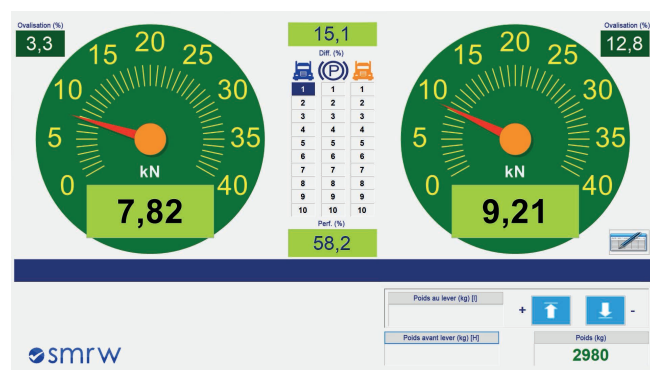 Ovalisation (%)
3,3
0
5
10
15
20
25
30
35
40
kN
7,82
15,1
Diff. (%)
P
1 1 1
2 2 2
3 3 3
4 4 4
5 5 5
6 6 6
7 7 7
8 8 8
9 9 9
10 10 10
Perf. (%)
58,2
Ovalisation (%)
12,8
0
5
10
15
20
25
30
35
40
kN
9,21
Poids au lever (kg) [I]
+ -
Poids avant lever (kg) [H]
Poids (kg)
2980
smrw